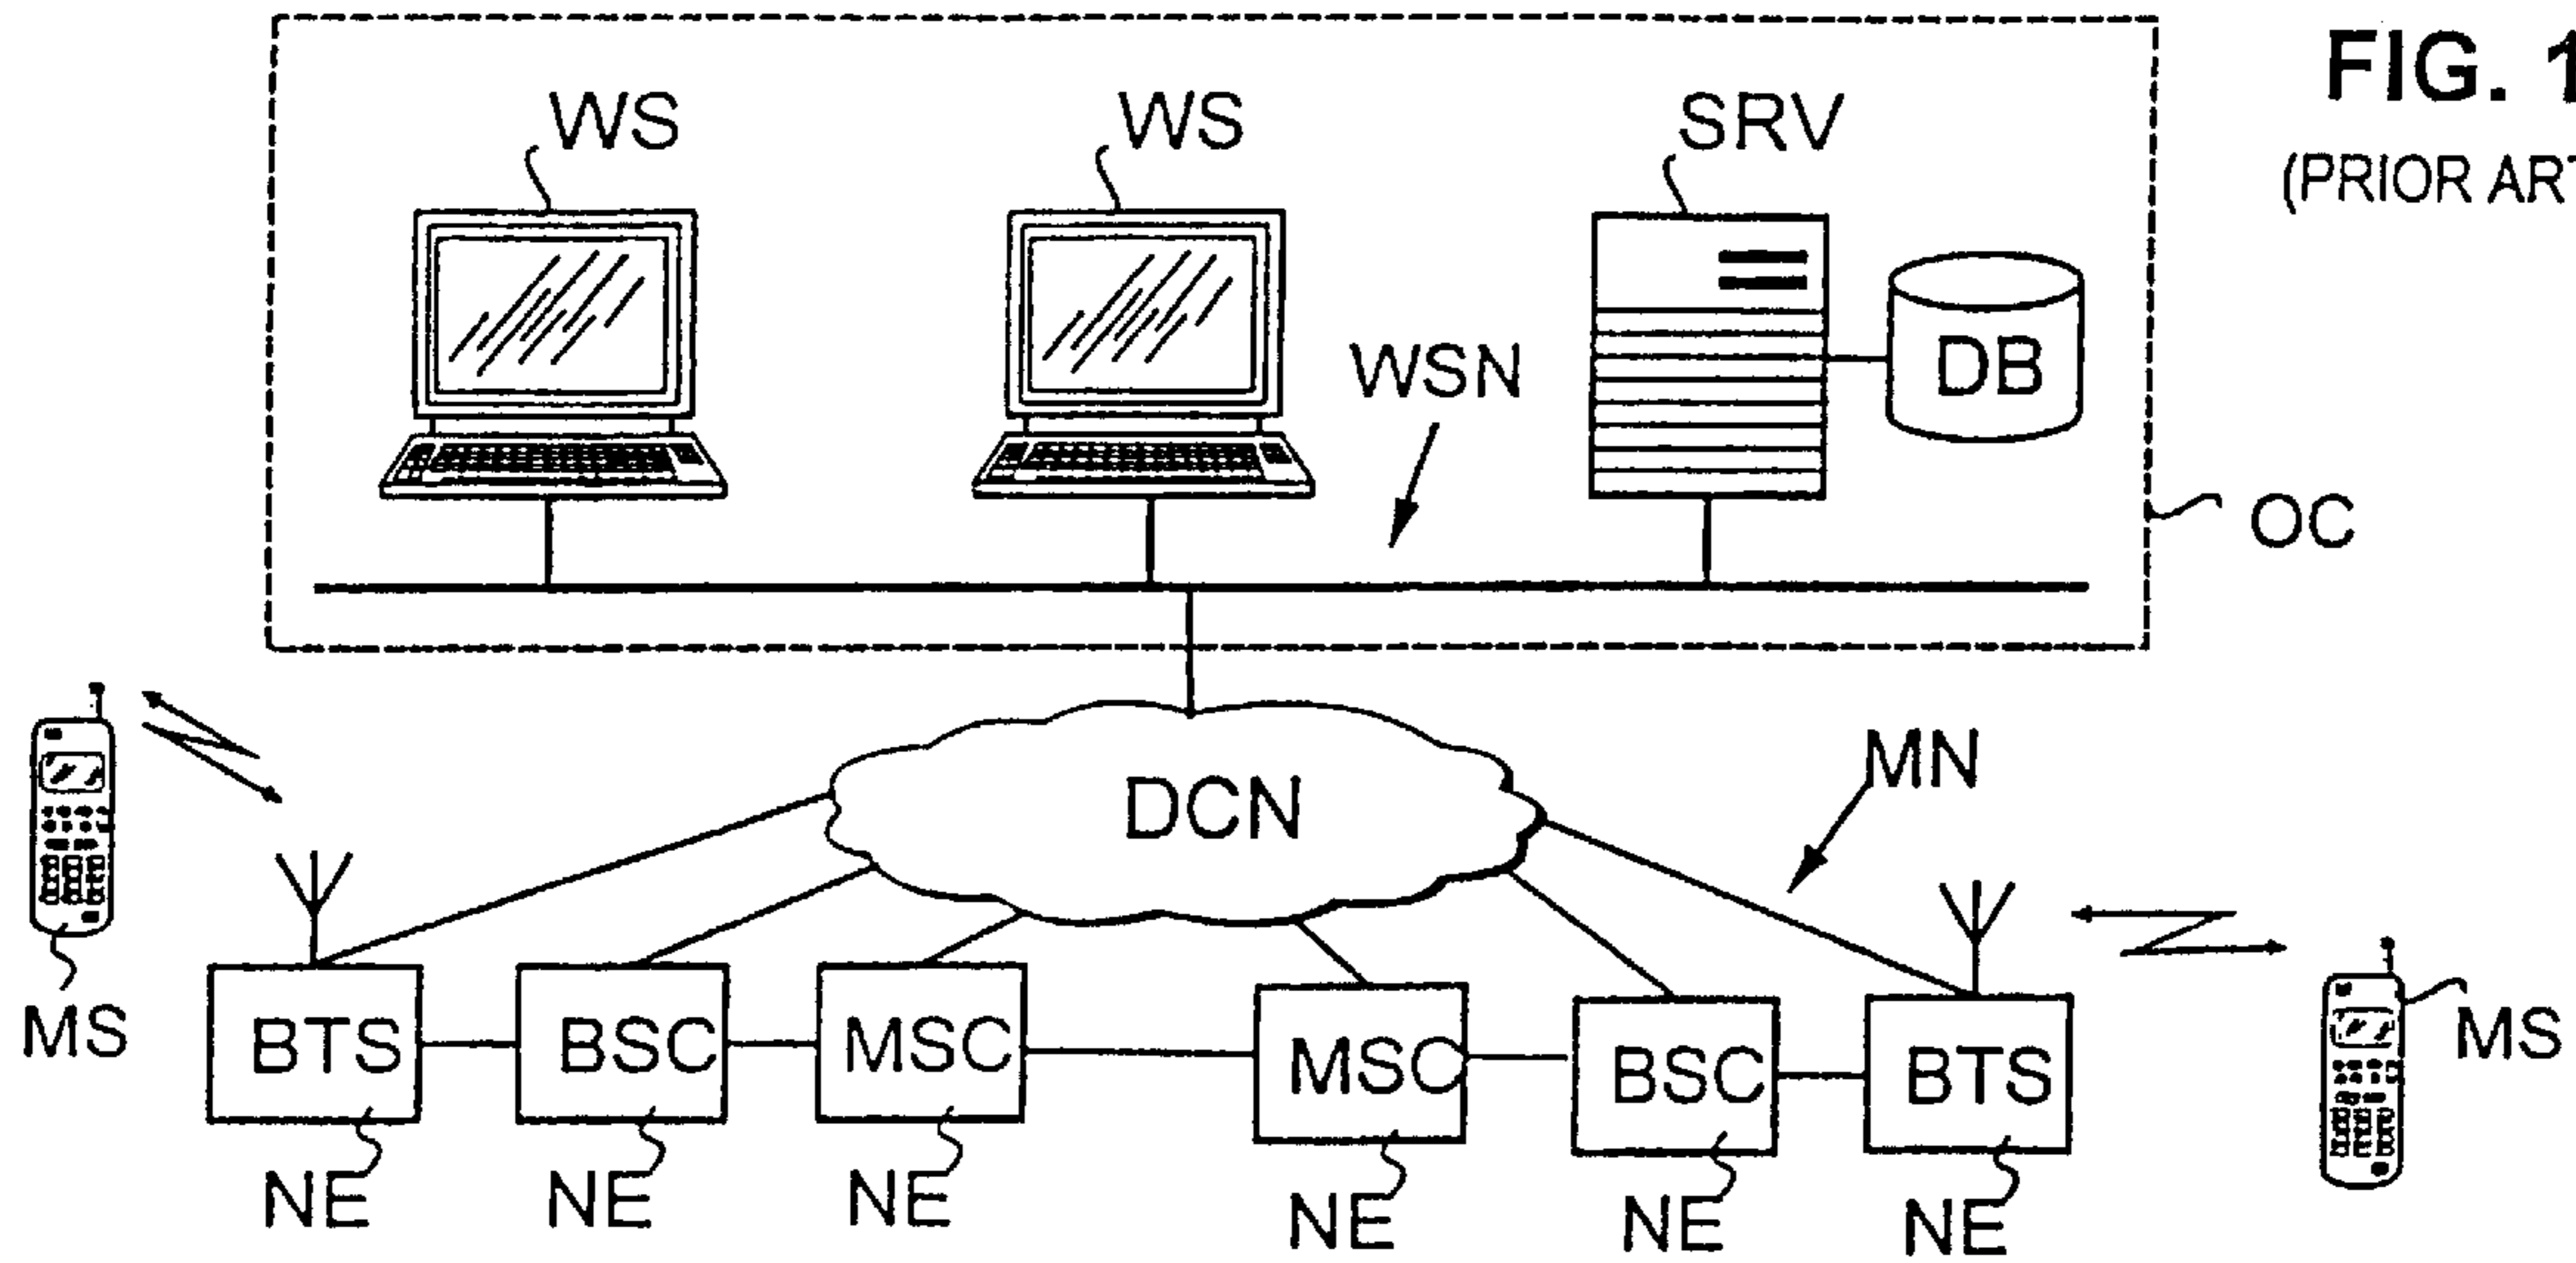 FIG. 1
(PRIOR ART
WS
WS
SRV
WSN
DB
OC
DCN
MN
MS
BTS
BSC
MSC
MSC
BSC
BTS
MS
NE
NE
NE
NE
NE
NE